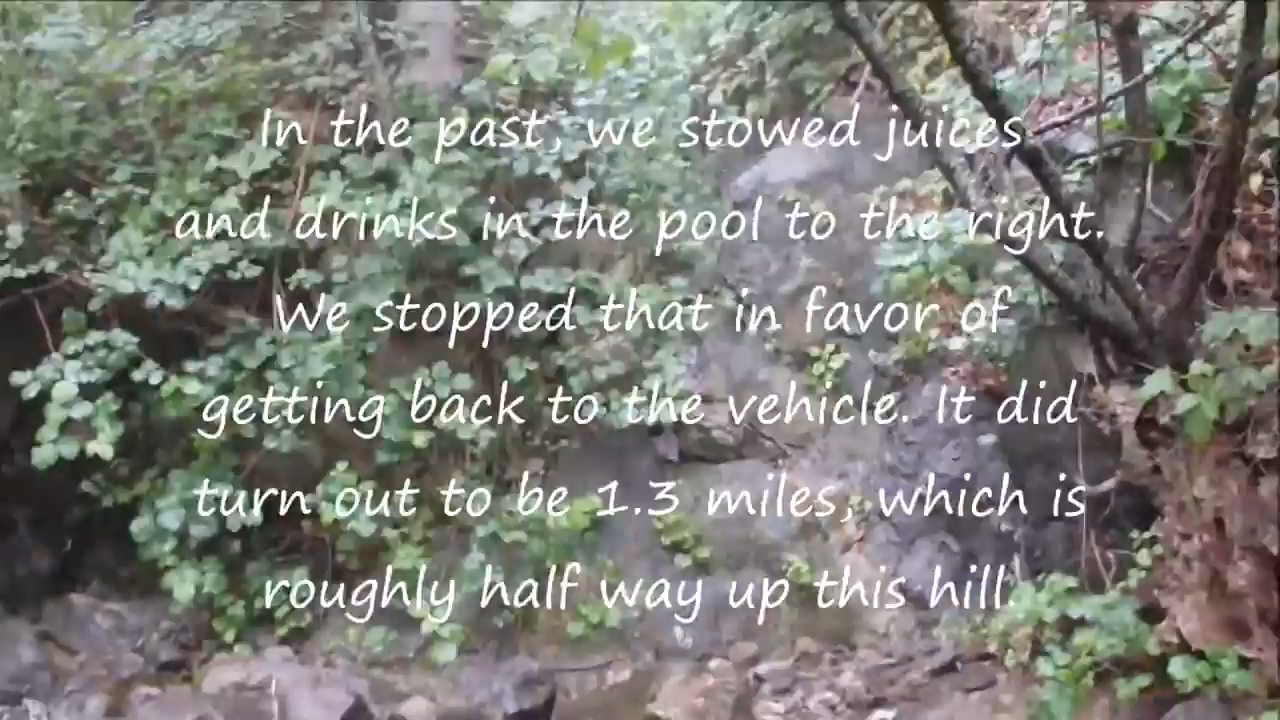 In the past, we stowed juices
and drinks in the pool to the right.
We stopped that in favor of
getting back to the vehicle. It did
turn out to be 1.3 miles, which is
roughly half way up this hill.